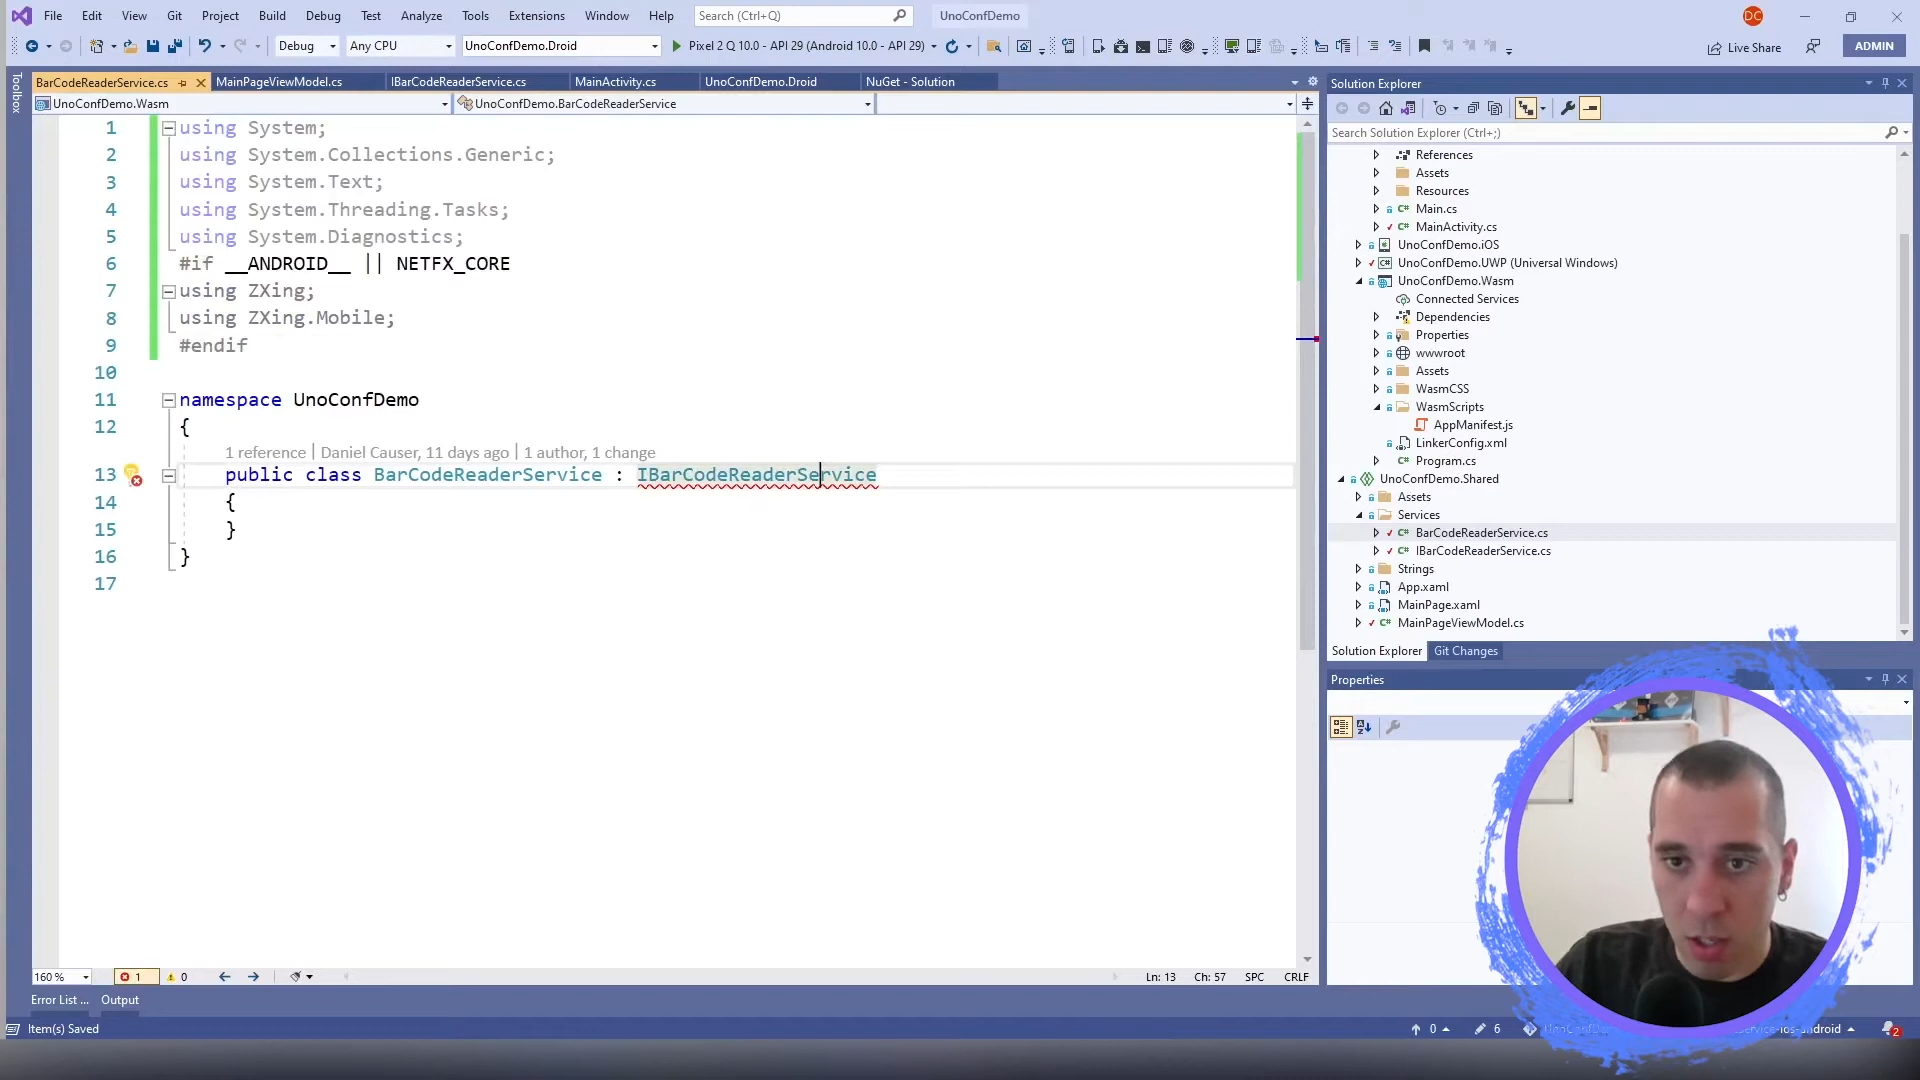 File Edit View Git Project Build Debug Test Analyze Tools Extensions Window Help Search (Ctrl+Q) UnoConfDemo DC
Debug Any CPU UnoConfDemo.Droid Pixel 2 Q 10.0 - API 29 (Android 10.0 - API 29) Live Share ADMIN
Toolbox
BarCodeReaderService.cs MainPageViewModel.cs IBarCodeReaderService.cs MainActivity.cs UnoConfDemo.Droid NuGet - Solution
UnoConfDemo.Wasm UnoConfDemo.BarCodeReaderService
1 using System;
2 using System.Collections.Generic;
3 using System.Text;
4 using System.Threading.Tasks;
5 using System.Diagnostics;
6 #if __ANDROID__ || NETFX_CORE
7 using ZXing;
8 using ZXing.Mobile;
9 #endif
10
11 namespace UnoConfDemo
12 {
1 reference | Daniel Causer, 11 days ago | 1 author, 1 change
13 public class BarCodeReaderService : IBarCodeReaderService
14 {
15 }
16 }
17
160 % 1 0 Ln: 13 Ch: 57 SPC CRLF
Error List ... Output
Item(s) Saved 0 6
Solution Explorer
Search Solution Explorer (Ctrl+;)
References
Assets
Resources
C# Main.cs
C# MainActivity.cs
UnoConfDemo.iOS
C# UnoConfDemo.UWP (Universal Windows)
UnoConfDemo.Wasm
Connected Services
Dependencies
Properties
wwwroot
Assets
WasmCSS
WasmScripts
AppManifest.js
LinkerConfig.xml
C# Program.cs
UnoConfDemo.Shared
Assets
Services
C# BarCodeReaderService.cs
C# IBarCodeReaderService.cs
Strings
App.xaml
MainPage.xaml
C# MainPageViewModel.cs
Solution Explorer Git Changes
Properties
2